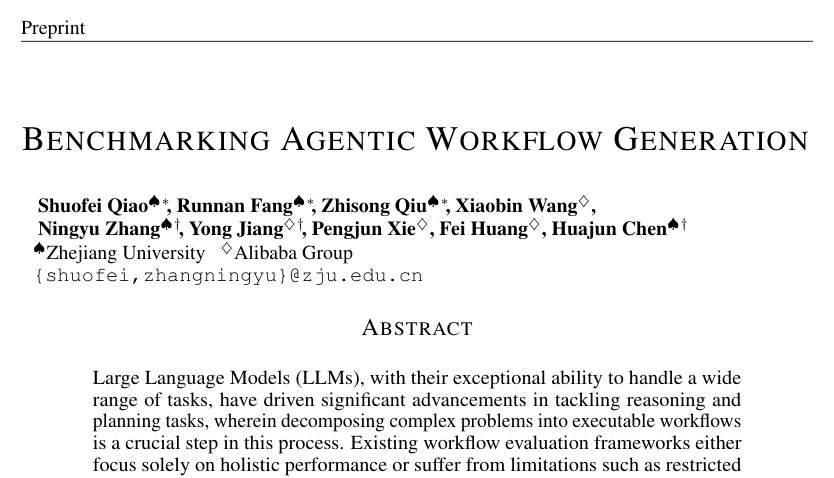 Preprint
BENCHMARKING AGENTIC WORKFLOW GENERATION
Shuofei Qiao♠*, Runnan Fang♠*, Zhisong Qiu♠*, Xiaobin Wang♢,
Ningyu Zhang♠†, Yong Jiang♢†, Pengjun Xie♢, Fei Huang♢, Huajun Chen♠†
♠Zhejiang University ♢Alibaba Group
{shuofei,zhangningyu}@zju.edu.cn
ABSTRACT
Large Language Models (LLMs), with their exceptional ability to handle a wide
range of tasks, have driven significant advancements in tackling reasoning and
planning tasks, wherein decomposing complex problems into executable workflows
is a crucial step in this process. Existing workflow evaluation frameworks either
focus solely on holistic performance or suffer from limitations such as restricted